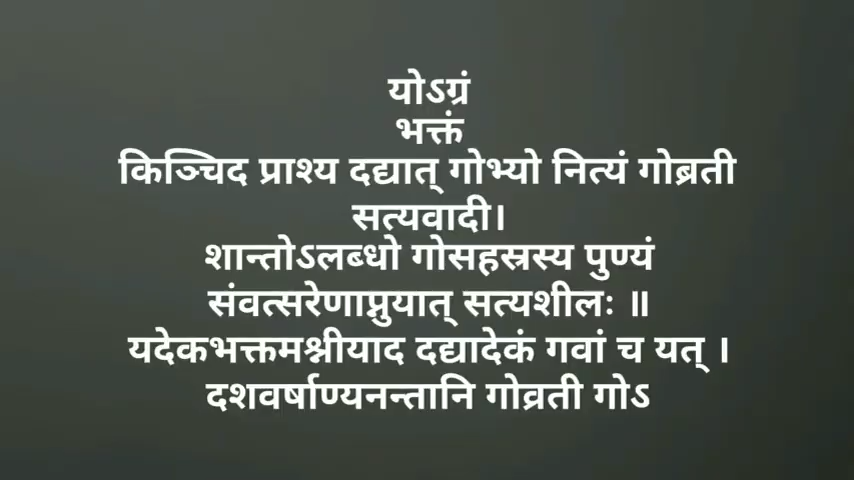 योऽग्रं
भक्तं
किञ्चिद प्राश्य दद्यात् गोभ्यो नित्यं गोब्रती
सत्यवादी।
शान्तोऽलब्धो गोसहस्रस्य पुण्यं
संवत्सरेणाप्नुयात् सत्यशीलः ॥
यदेकभक्तमश्नीयाद दद्यादेकं गवां च यत् ।
दशवर्षाण्यनन्तानि गोव्रती गोऽ